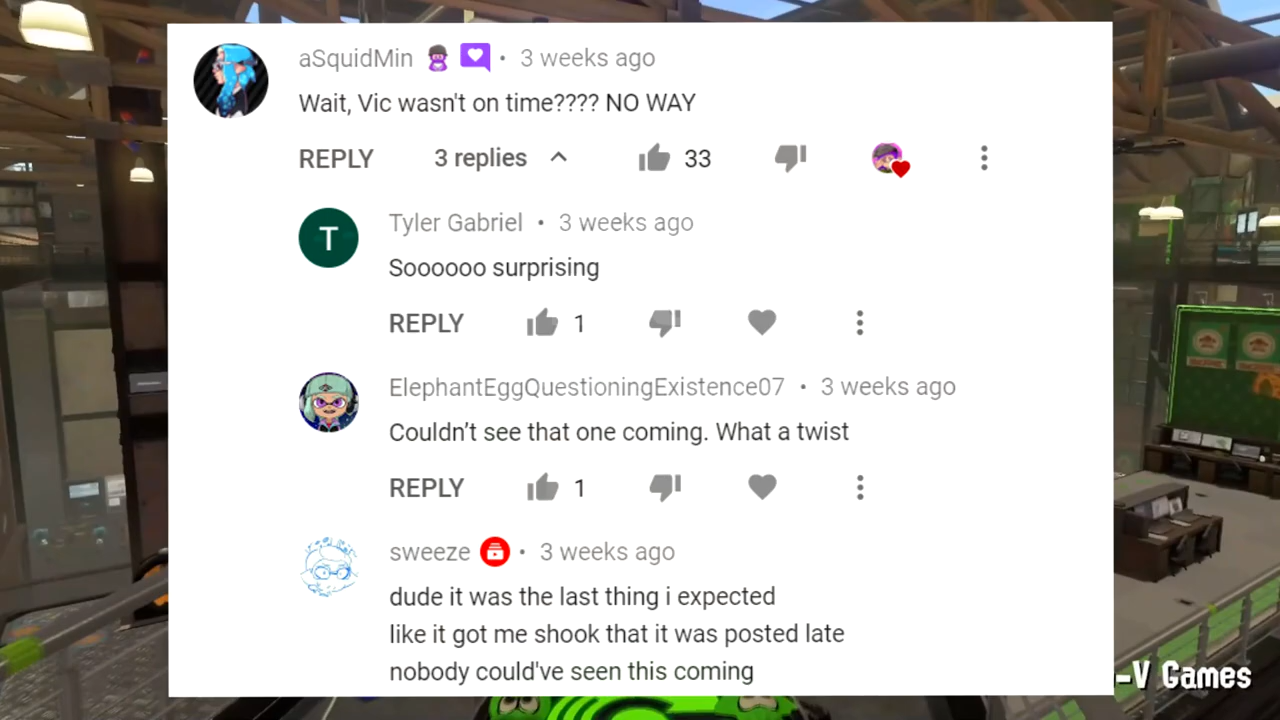 aSquidMin • 3 weeks ago
Wait, Vic wasn't on time???? NO WAY
REPLY 3 replies 33
T
Tyler Gabriel • 3 weeks ago
Soooooo surprising
REPLY 1
ElephantEggQuestioningExistence07 • 3 weeks ago
Couldn’t see that one coming. What a twist
REPLY 1
sweeze • 3 weeks ago
dude it was the last thing i expected
like it got me shook that it was posted late
nobody could've seen this coming
-V Games